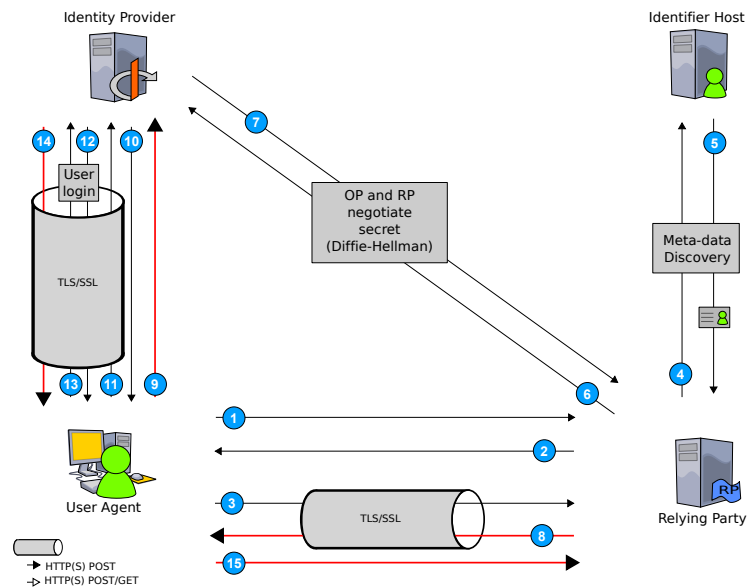 Identity Provider
Identifier Host
7
14
12
10
5
User
login
OP and RP
negotiate
secret
(Diffie-Hellman)
Meta-data
Discovery
TLS/SSL
13
11
9
4
6
1
2
3
TLS/SSL
8
15
User Agent
RP
Relying Party
HTTP(S) POST
HTTP(S) POST/GET